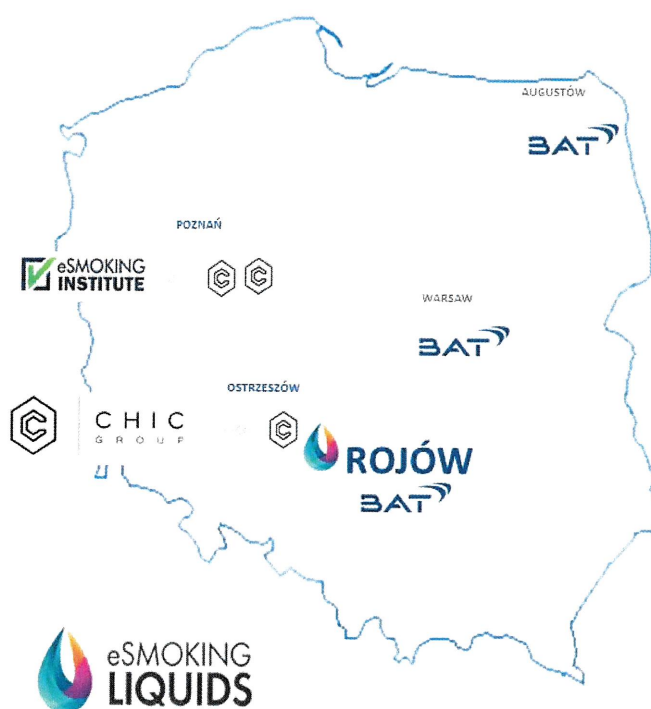 AUGUSTÓW
BAT
POZNAŃ
eSMOKING
INSTITUTE
WARSAW
BAT
OSTRZESZÓW
CHIC
GROUP
ROJÓW
BAT
eSMOKING
LIQUIDS